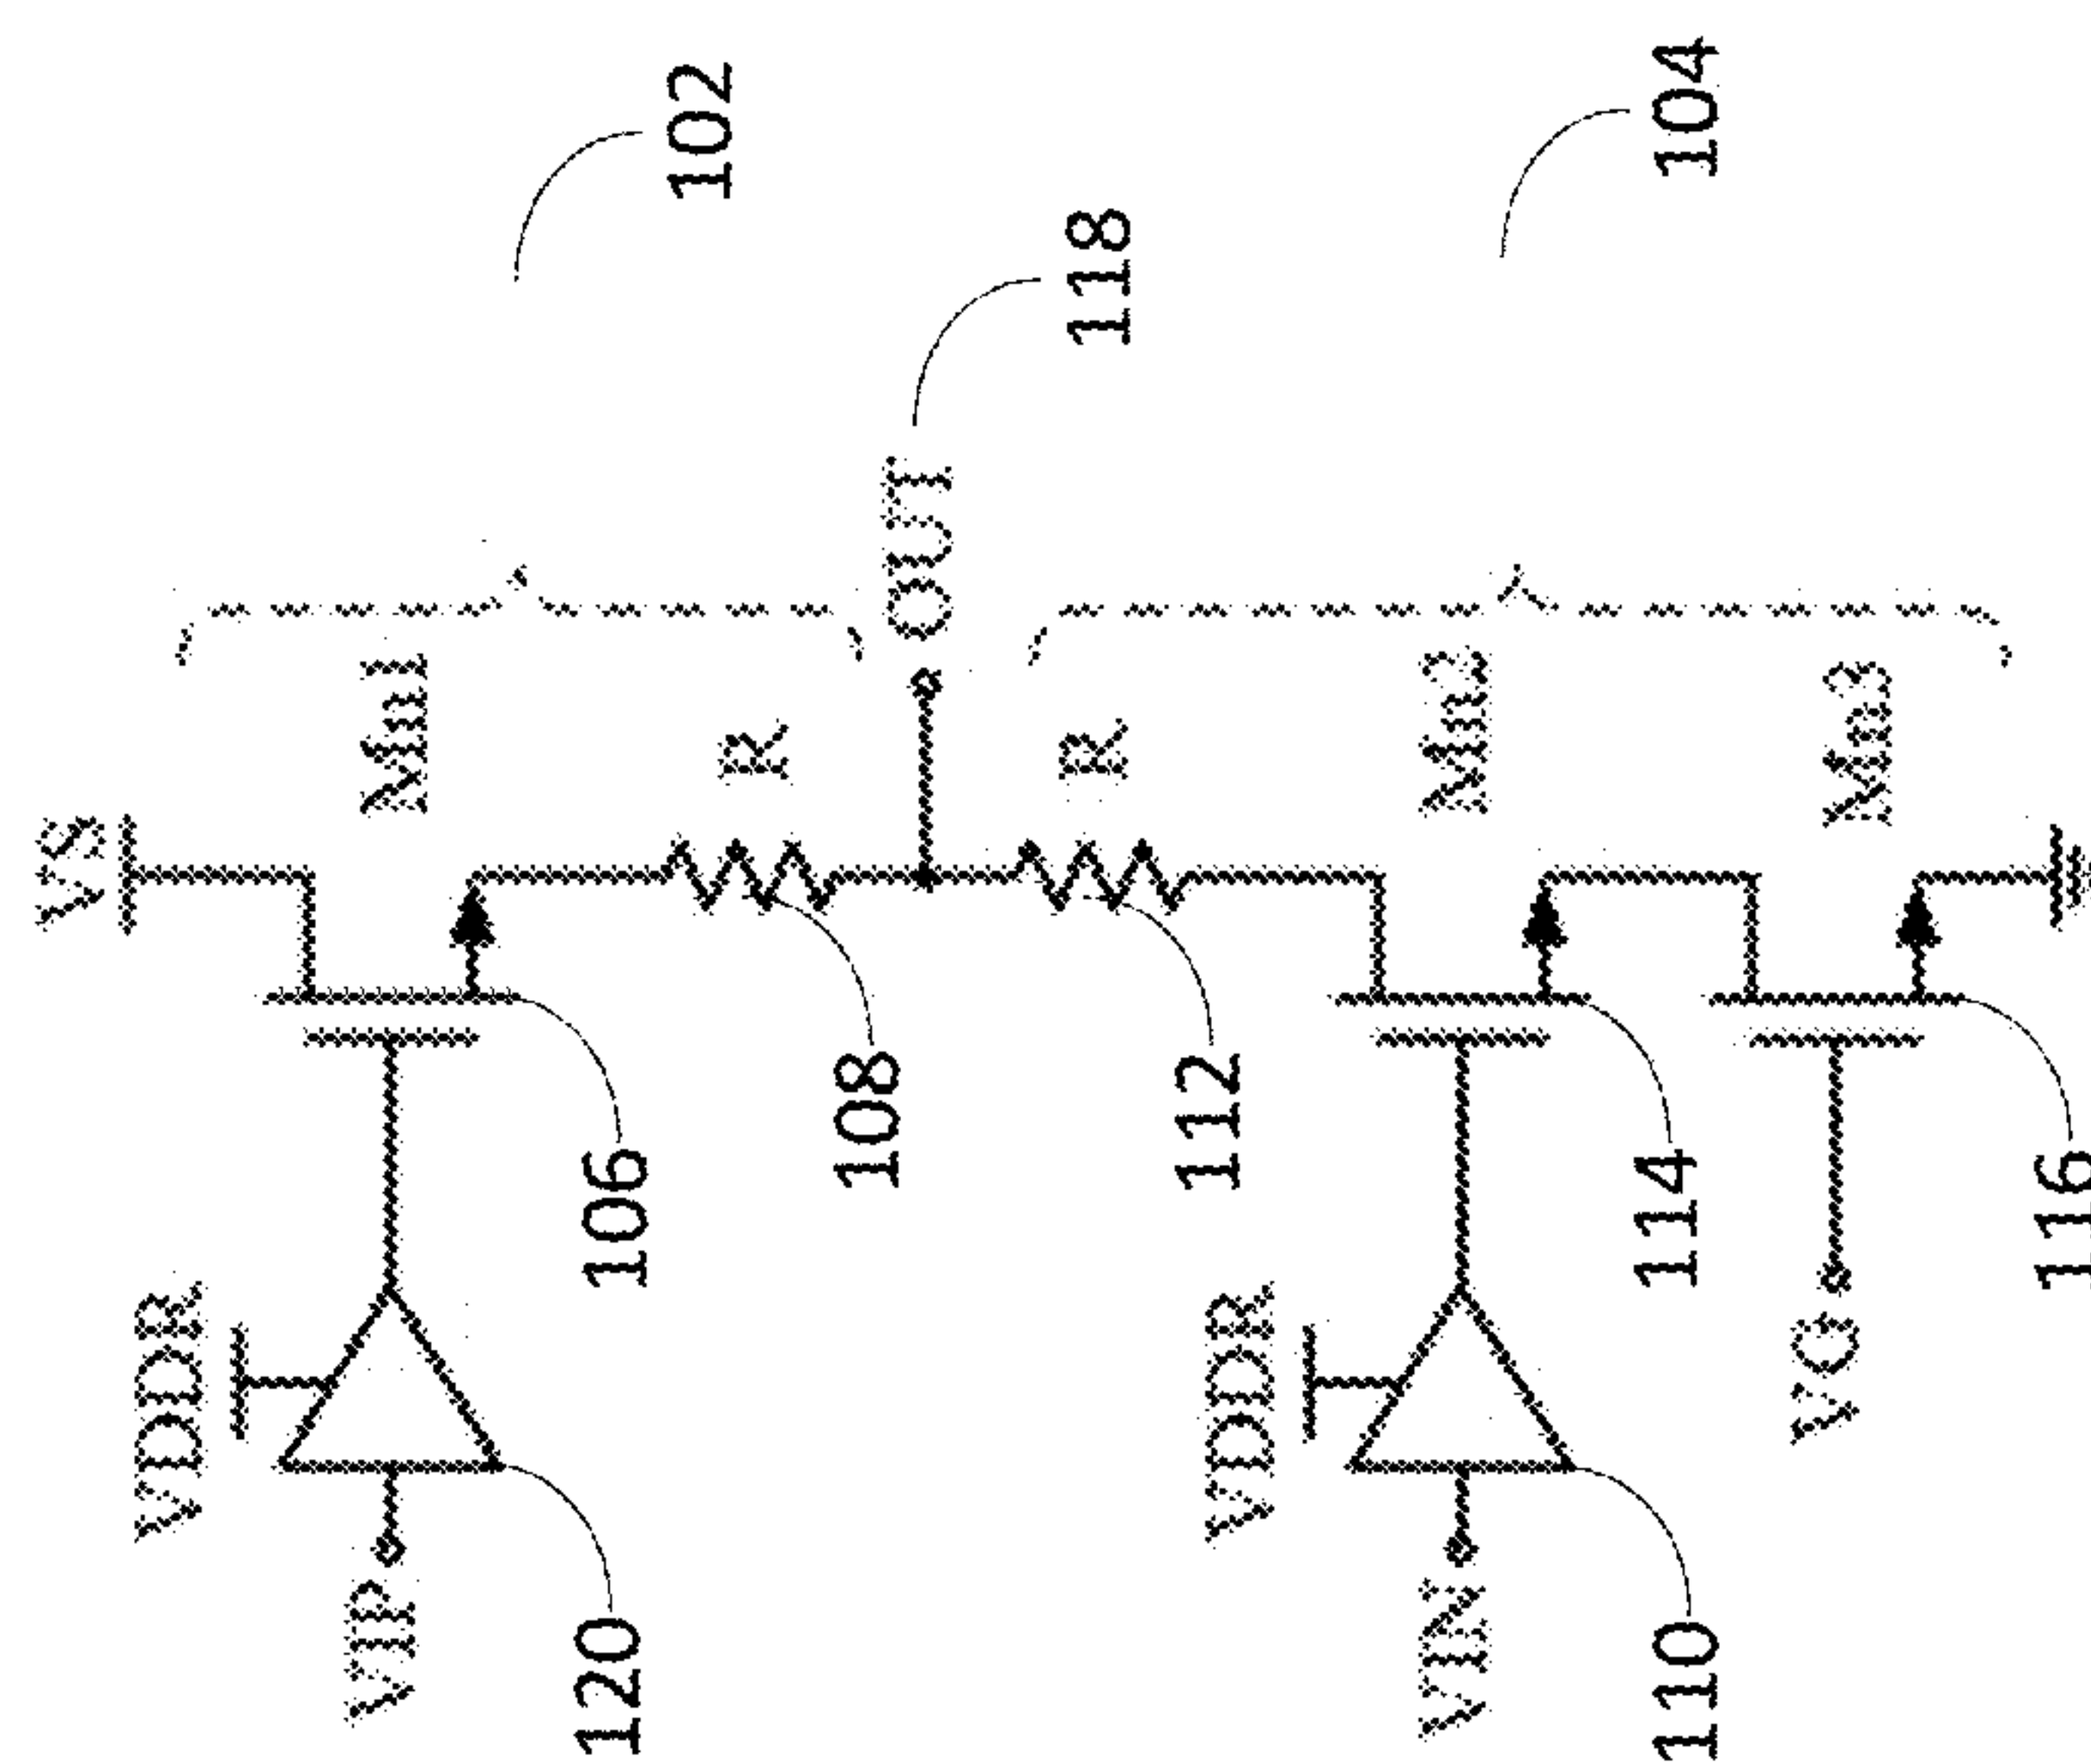 VS
VDDR
Mn1
102
VIP
120
106
R
108
OUT
118
R
112
VDDR
Mn2
104
VIN
110
114
Mn3
VG
116